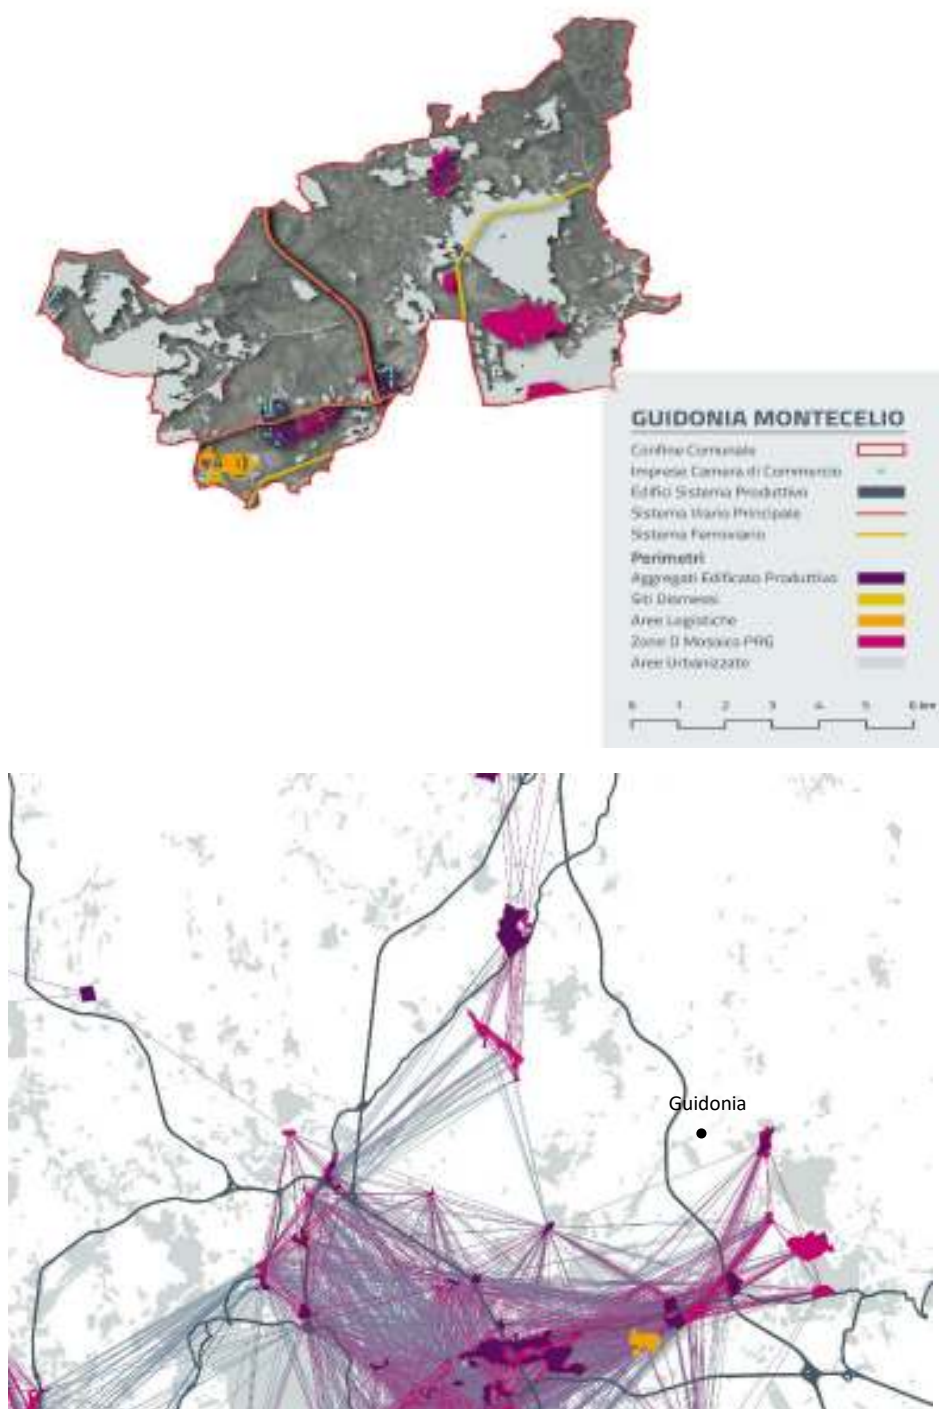 GUIDONIA MONTECELIO
Confine Comunale
Imprese Camera di Commercio
Edifici Sistema Produttivo
Sistema Viario Principale
Sistema Ferroviario
Perimetri
Aggregati Edificato Produttivo
Siti Dismessi
Aree Logistiche
Zone D Mosaico PRG
Aree Urbanizzate
0 1 2 3 4 5 6 km
Guidonia